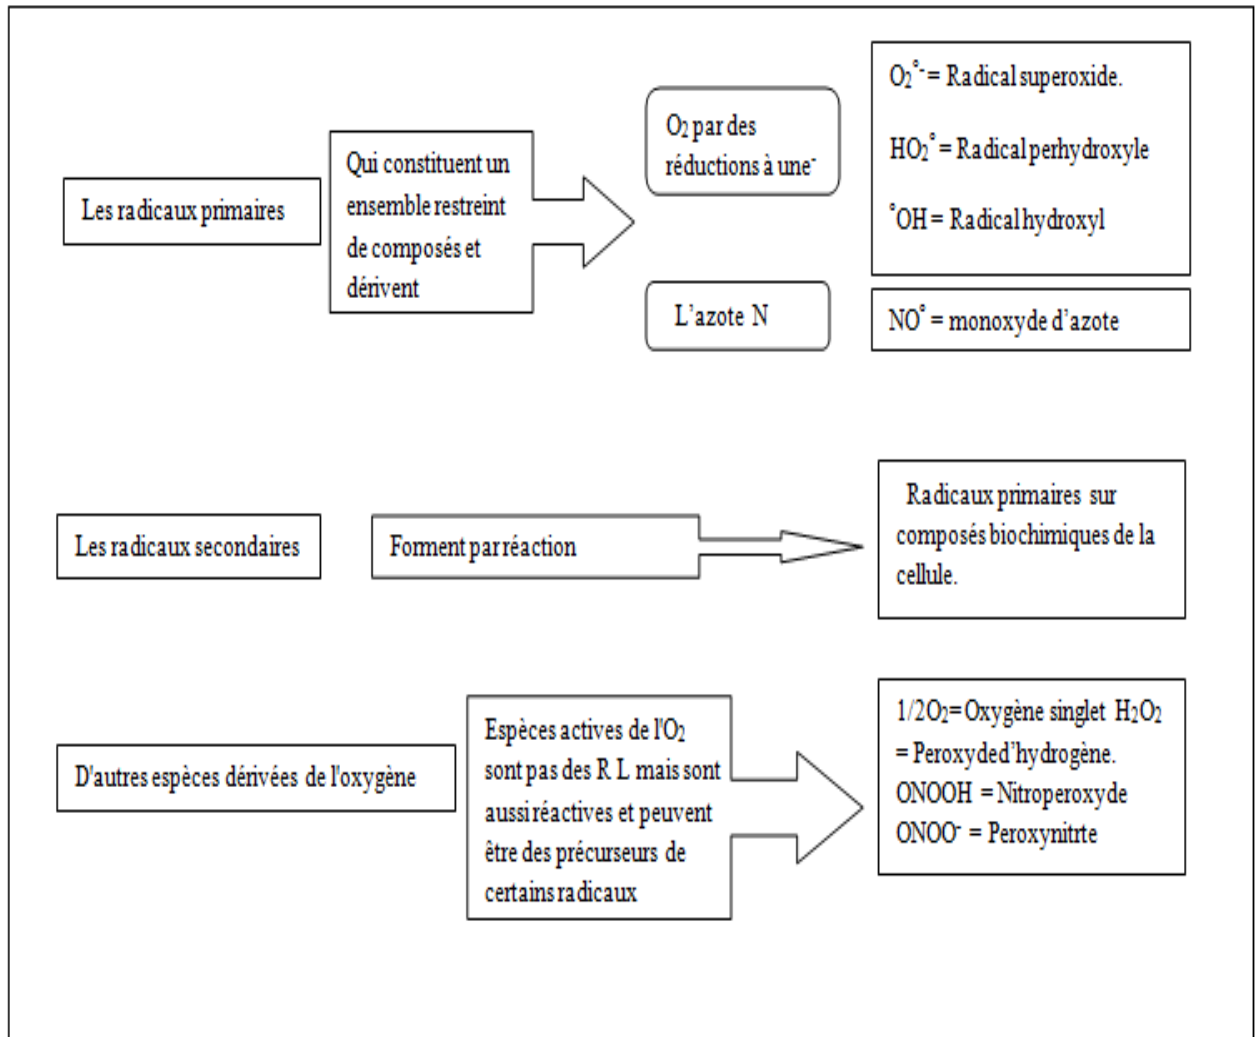 Les radicaux primaires
Qui constituent un
ensemble restreint
de composés et
dérivent
O₂ par des
réductions à une⁻
O₂°⁻ = Radical superoxide.
HO₂° = Radical perhydroxyle
°OH = Radical hydroxyl
L'azote N
NO° = monoxyde d'azote
Les radicaux secondaires
Forment par réaction
Radicaux primaires sur
composés biochimiques de la
cellule.
D'autres espèces dérivées de l'oxygène
Espèces actives de l'O₂
sont pas des R L mais sont
aussi réactives et peuvent
être des précurseurs de
certains radicaux
1/2O₂= Oxygène singlet H₂O₂
= Peroxyde d'hydrogène.
ONOOH = Nitroperoxyde
ONOO⁻ = Peroxynitrte